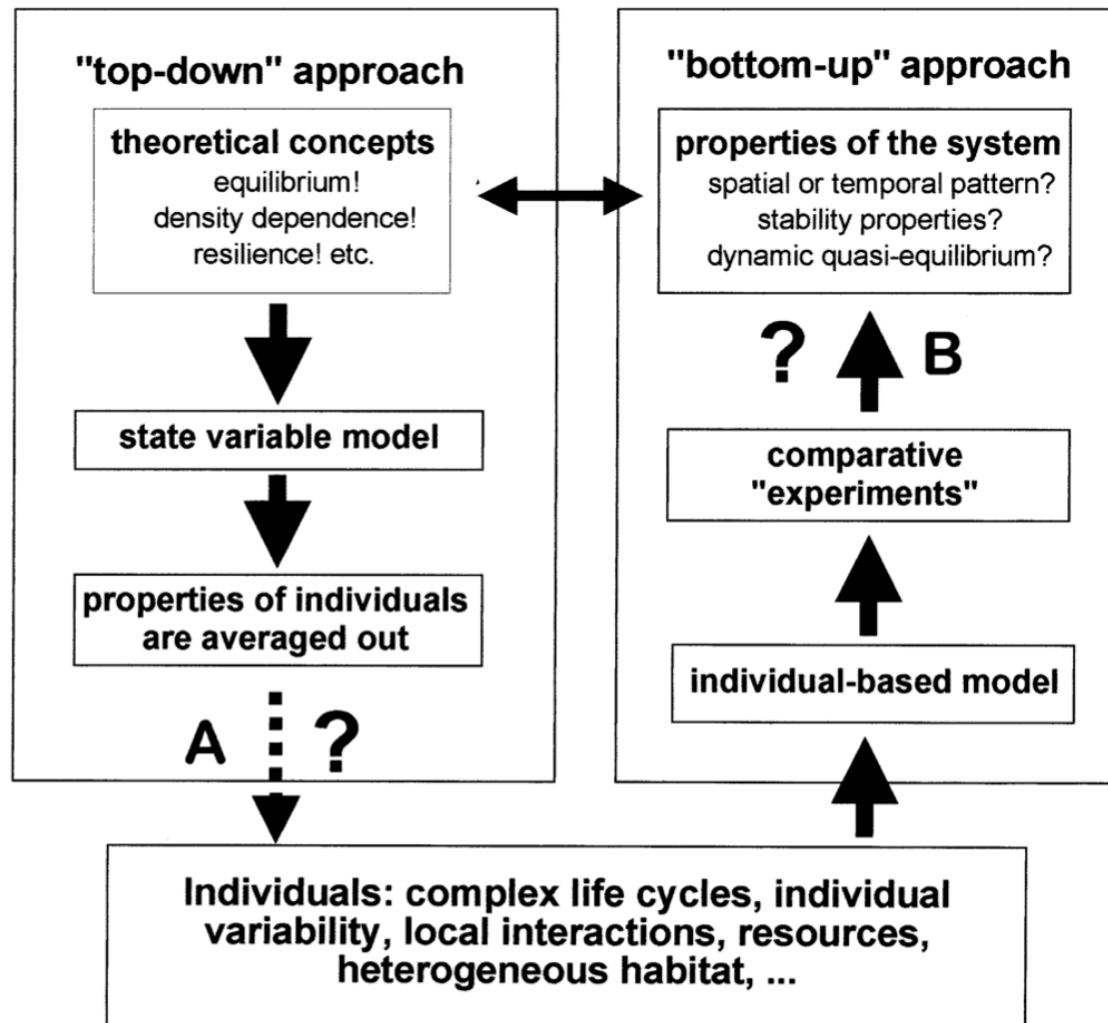 "top-down" approach
theoretical concepts
equilibrium!
density dependence!
resilience! etc.
state variable model
properties of individuals
are averaged out
A ?
"bottom-up" approach
properties of the system
spatial or temporal pattern?
stability properties?
dynamic quasi-equilibrium?
? B
comparative
"experiments"
individual-based model
Individuals: complex life cycles, individual
variability, local interactions, resources,
heterogeneous habitat, ...